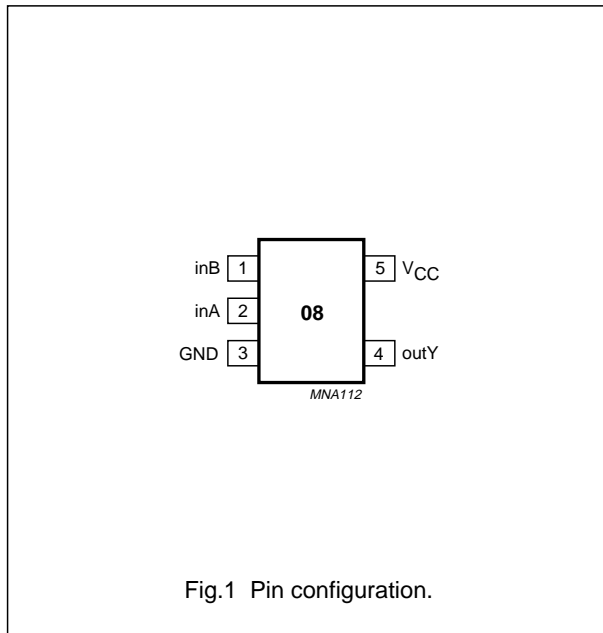 inB 1 5 VCC
inA 2 08
GND 3 4 outY
MNA112
Fig.1 Pin configuration.